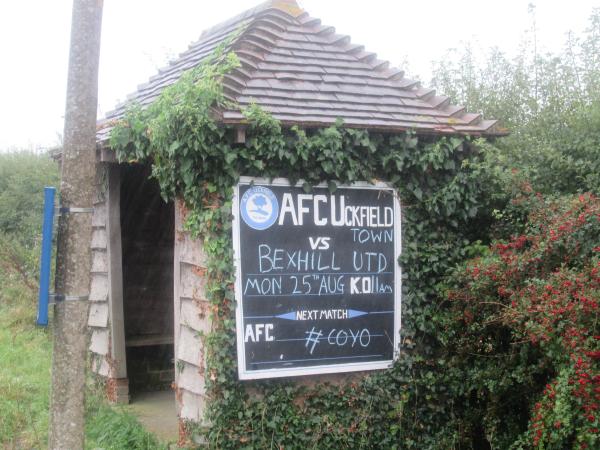 AFC UCKFIELD
TOWN
VS
BEXHILL UTD
MON 25TH AUG K.O 11AM
NEXT MATCH
AFC #COYO